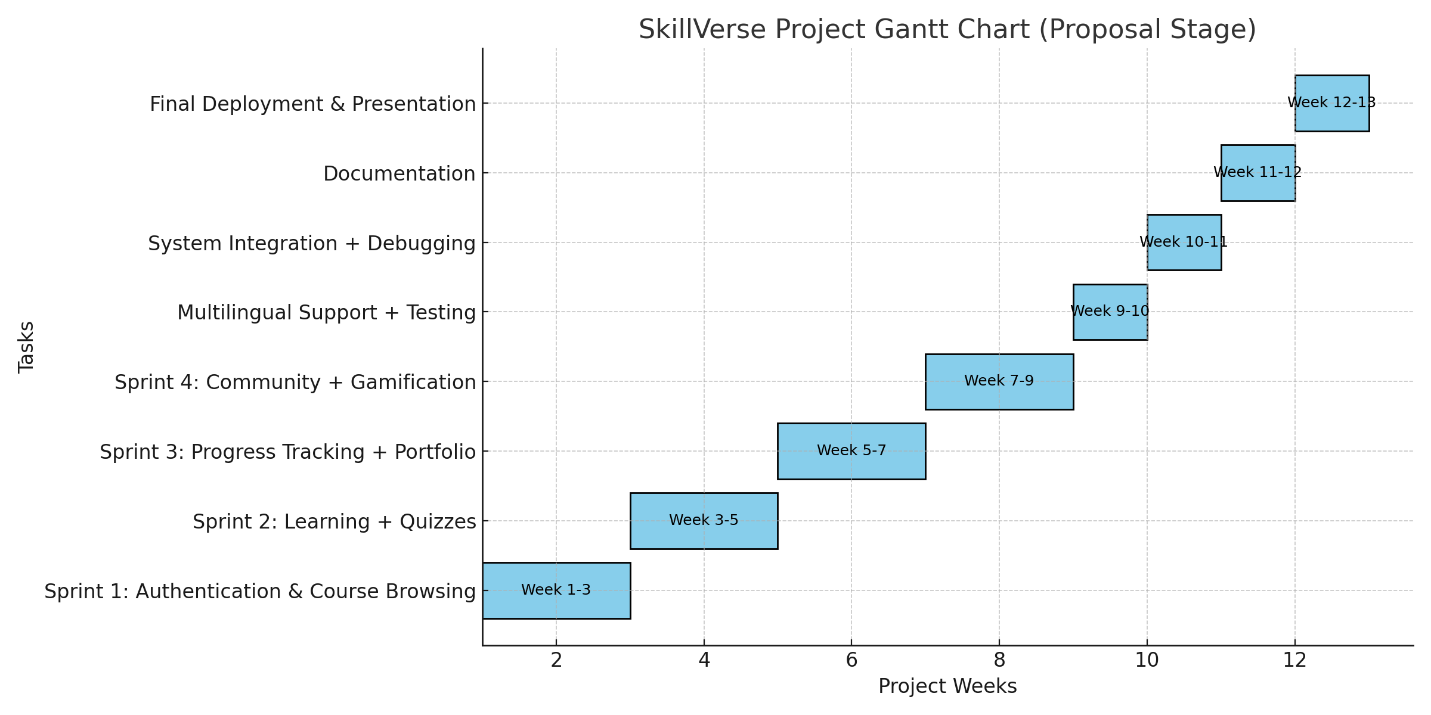 SkillVerse Project Gantt Chart (Proposal Stage)
Final Deployment & Presentation
Week 12-13
Documentation
Week 11-12
System Integration + Debugging
Week 10-11
Multilingual Support + Testing
Week 9-10
Sprint 4: Community + Gamification
Week 7-9
Sprint 3: Progress Tracking + Portfolio
Week 5-7
Sprint 2: Learning + Quizzes
Week 3-5
Sprint 1: Authentication & Course Browsing
Week 1-3
Tasks
2 4 6 8 10 12
Project Weeks